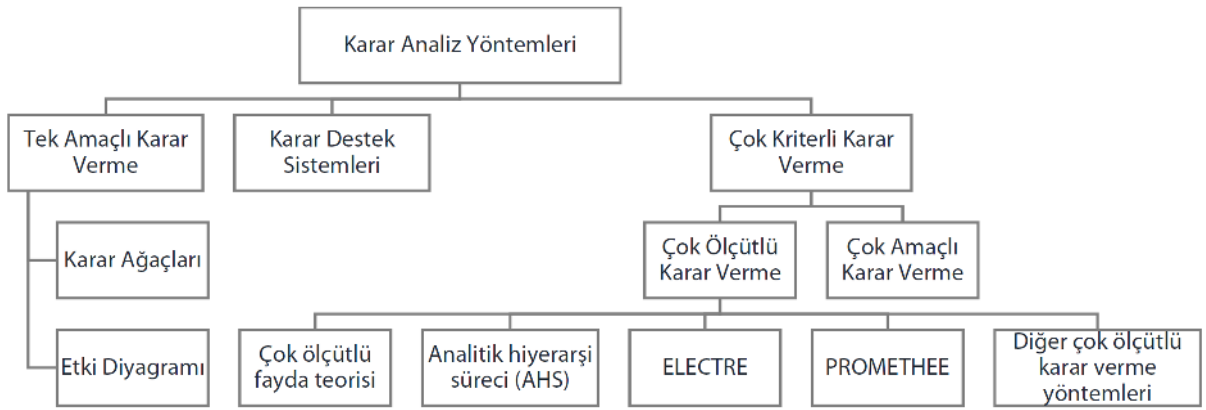 Karar Analiz Yöntemleri
Tek Amaçlı Karar
Verme
Karar Destek
Sistemleri
Çok Kriterli Karar
Verme
Karar Ağaçları
Etki Diyagramı
Çok Ölçütlü
Karar Verme
Çok Amaçlı
Karar Verme
Çok ölçütlü
fayda teorisi
Analitik hiyerarşi
süreci (AHS)
ELECTRE
PROMETHEE
Diğer çok ölçütlü
karar verme
yöntemleri